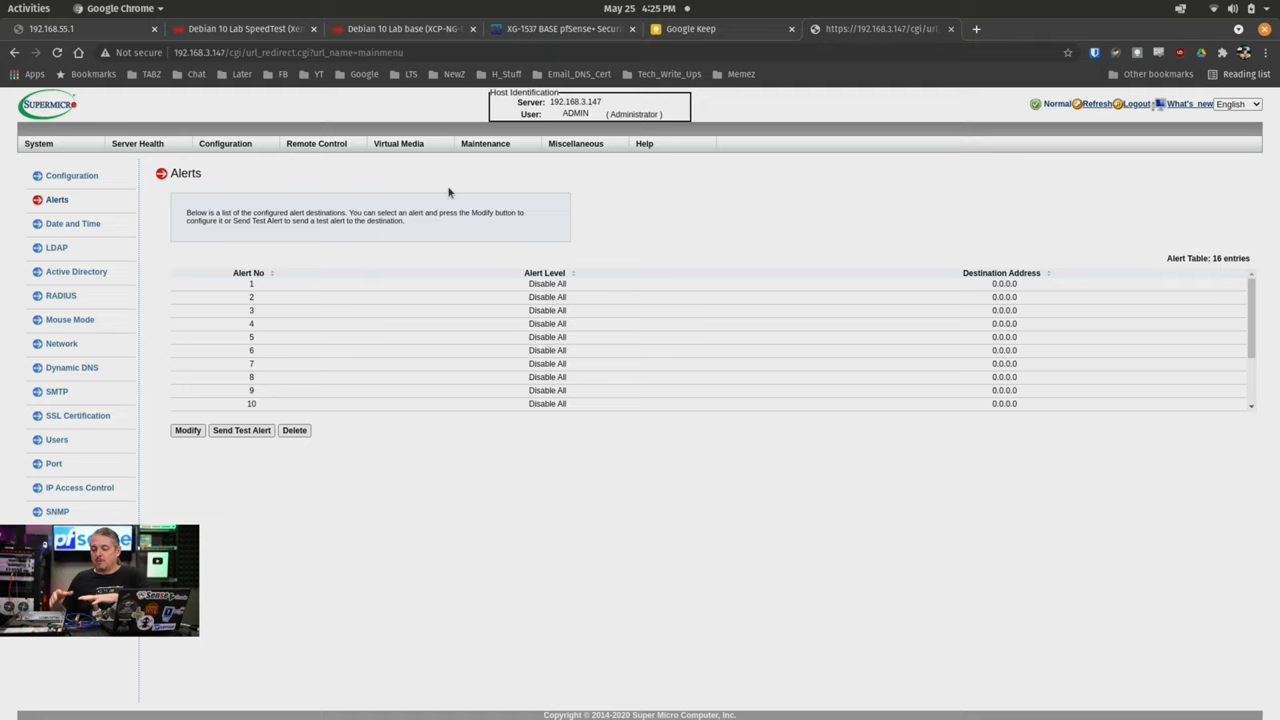 Activities
Google Chrome
May 25 4:25 PM
192.168.55.1
Debian 10 Lab SpeedTest (Xen
Debian 10 Lab base (XCP-NG-
XG-1537 BASE pfSense+ Securi
Google Keep
https://192.168.3.147/cgi/url
Not secure
192.168.3.147/cgi/url_redirect.cgi?url_name=mainmenu
Apps
Bookmarks
TABZ
Chat
Later
FB
YT
Google
LTS
NewZ
H_Stuff
Email_DNS_Cert
Tech_Write_Ups
Memez
Other bookmarks
Reading list
SUPERMICRO
Host Identification
Server: 192.168.3.147
User: ADMIN ( Administrator )
Normal
Refresh
Logout
What's new
English
System
Server Health
Configuration
Remote Control
Virtual Media
Maintenance
Miscellaneous
Help
Configuration
Alerts
Date and Time
LDAP
Active Directory
RADIUS
Mouse Mode
Network
Dynamic DNS
SMTP
SSL Certification
Users
Port
IP Access Control
SNMP
Alerts
Below is a list of the configured alert destinations. You can select an alert and press the Modify button to
configure it or Send Test Alert to send a test alert to the destination.
Alert Table: 16 entries
Alert No Alert Level Destination Address
1 Disable All 0.0.0.0
2 Disable All 0.0.0.0
3 Disable All 0.0.0.0
4 Disable All 0.0.0.0
5 Disable All 0.0.0.0
6 Disable All 0.0.0.0
7 Disable All 0.0.0.0
8 Disable All 0.0.0.0
9 Disable All 0.0.0.0
10 Disable All 0.0.0.0
Modify
Send Test Alert
Delete
Copyright © 2014-2020 Super Micro Computer, Inc.